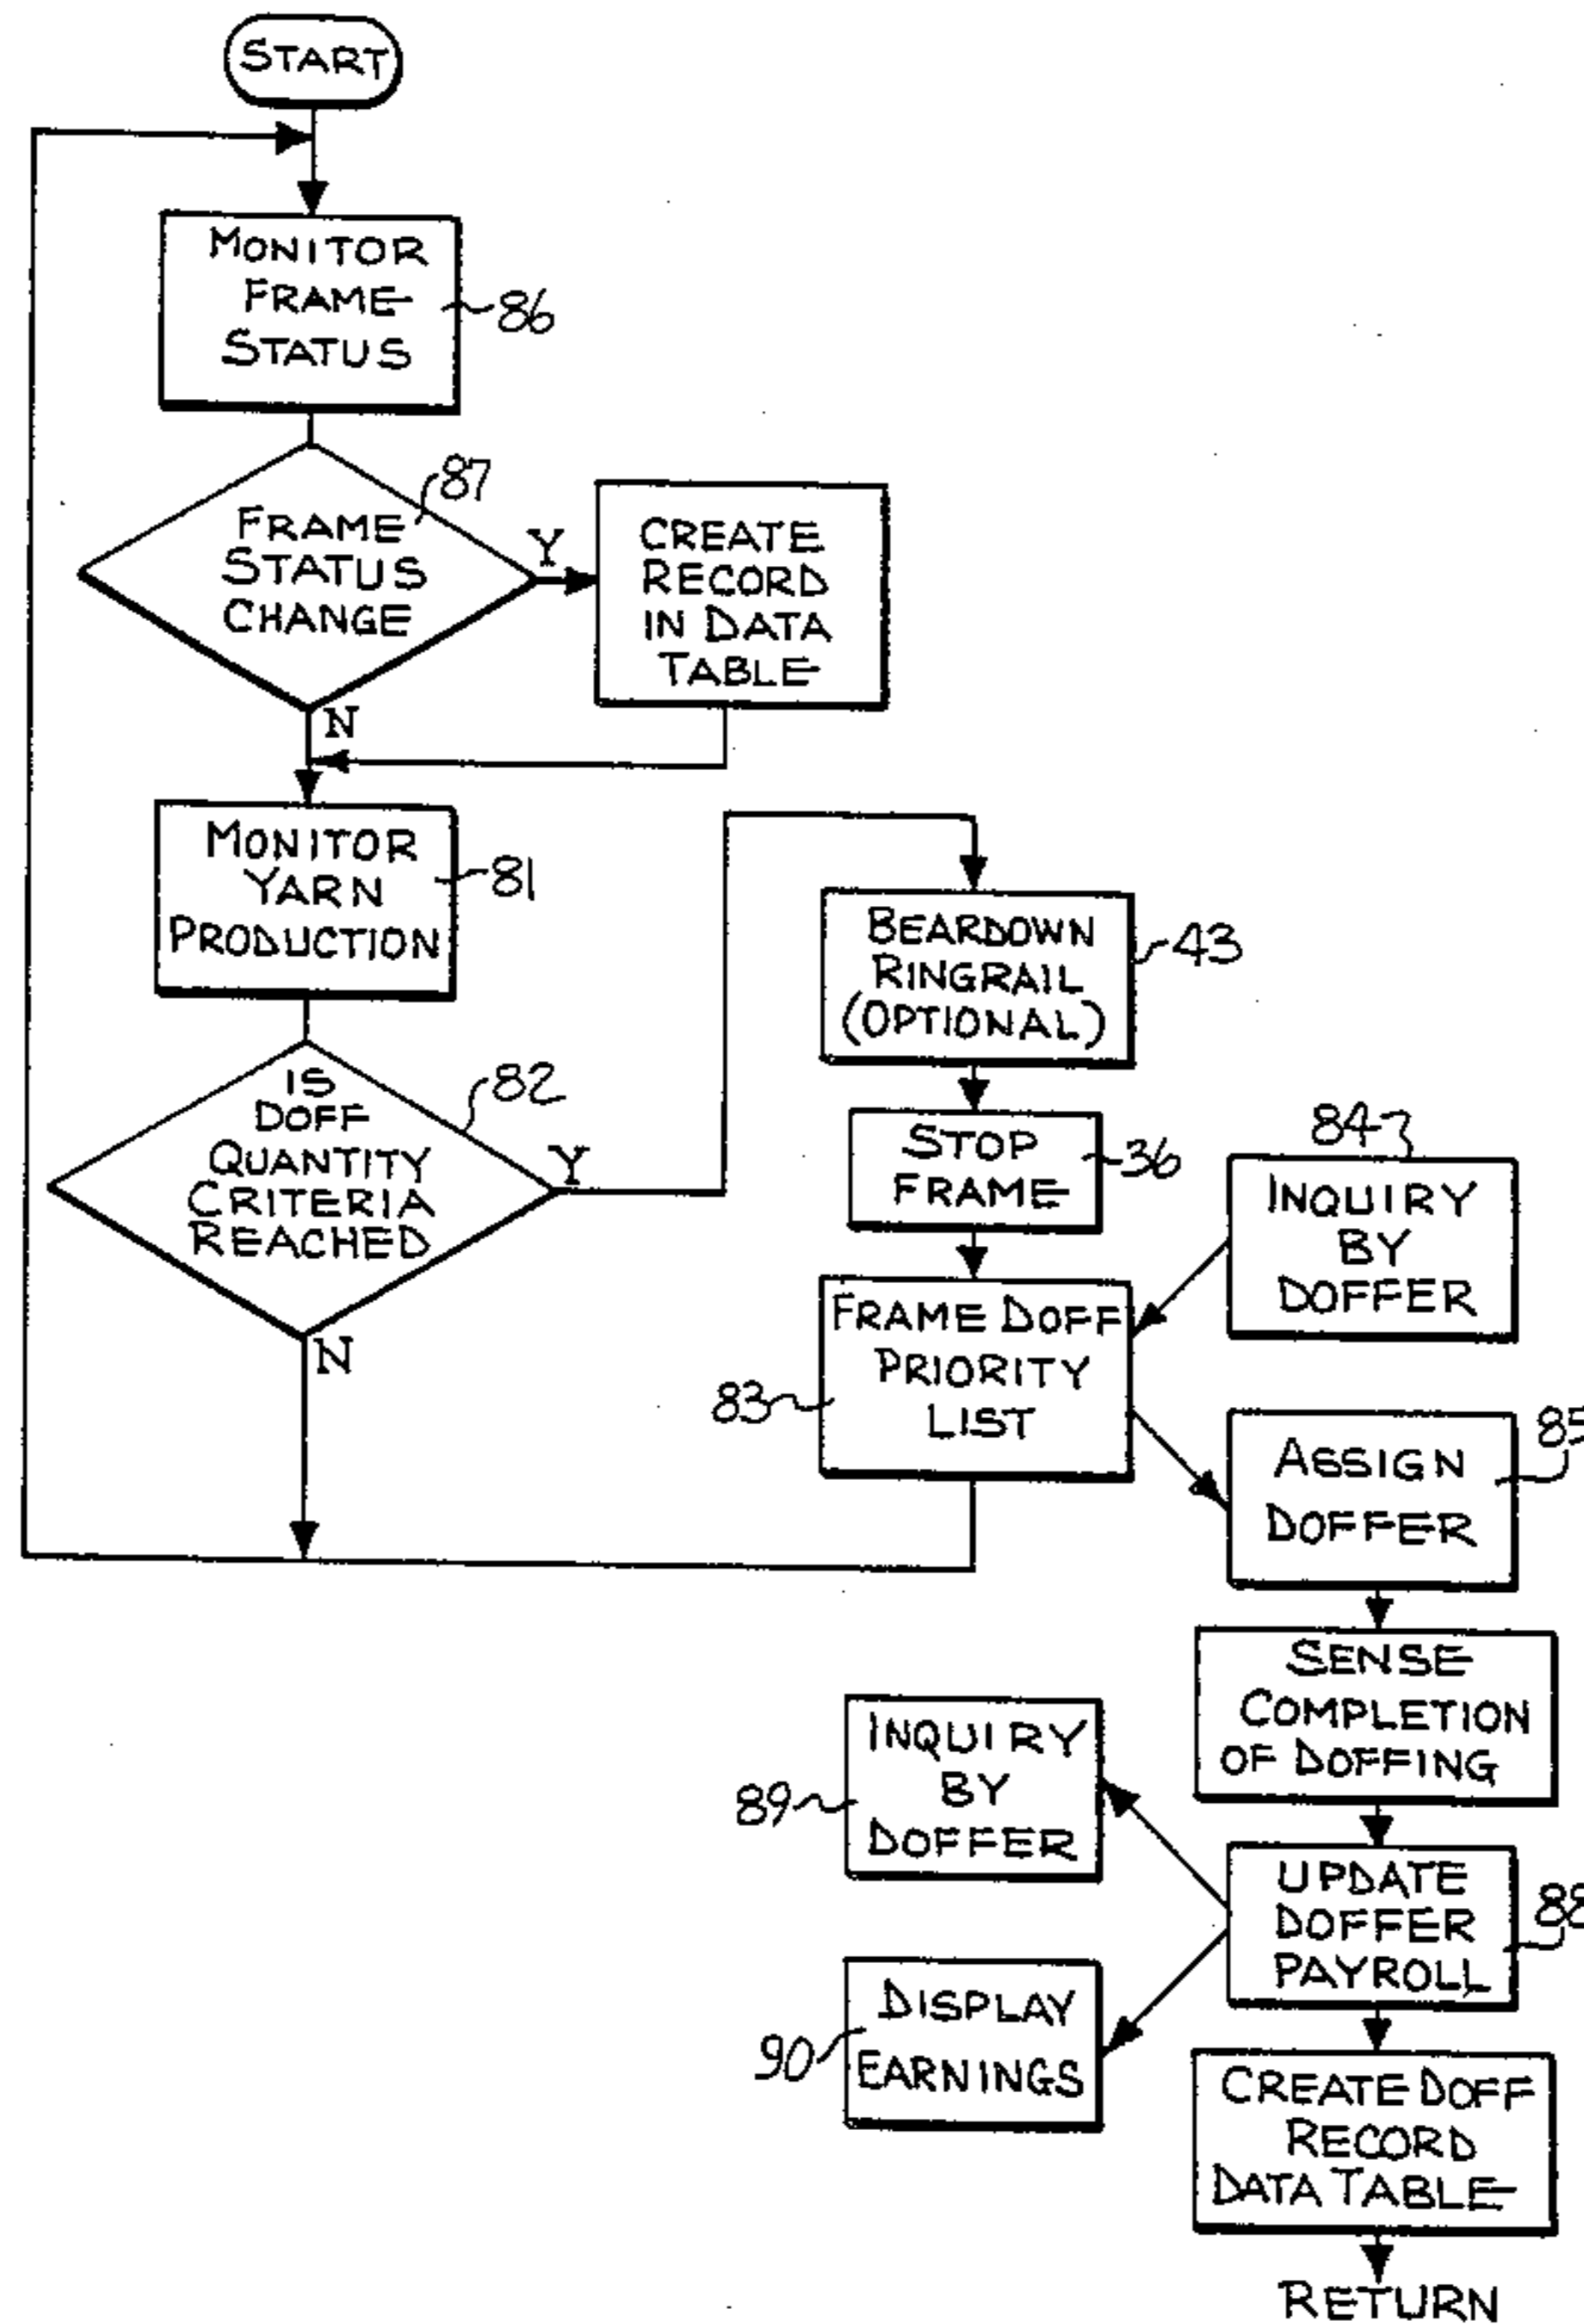 START
MONITOR
FRAME
STATUS
86
87
FRAME
STATUS
CHANGE
Y
N
CREATE
RECORD
IN DATA
TABLE
MONITOR
YARN
PRODUCTION
81
IS
DOFF
QUANTITY
CRITERIA
REACHED
82
Y
N
BEARDOWN
RINGRAIL
(OPTIONAL)
43
STOP
FRAME
36
FRAME DOFF
PRIORITY
LIST
83
84
INQUIRY
BY
DOFFER
85
ASSIGN
DOFFER
SENSE
COMPLETION
OF DOFFING
INQUIRY
BY
DOFFER
89
UPDATE
DOFFER
PAYROLL
88
DISPLAY
EARNINGS
90
CREATE DOFF
RECORD
DATA TABLE
RETURN